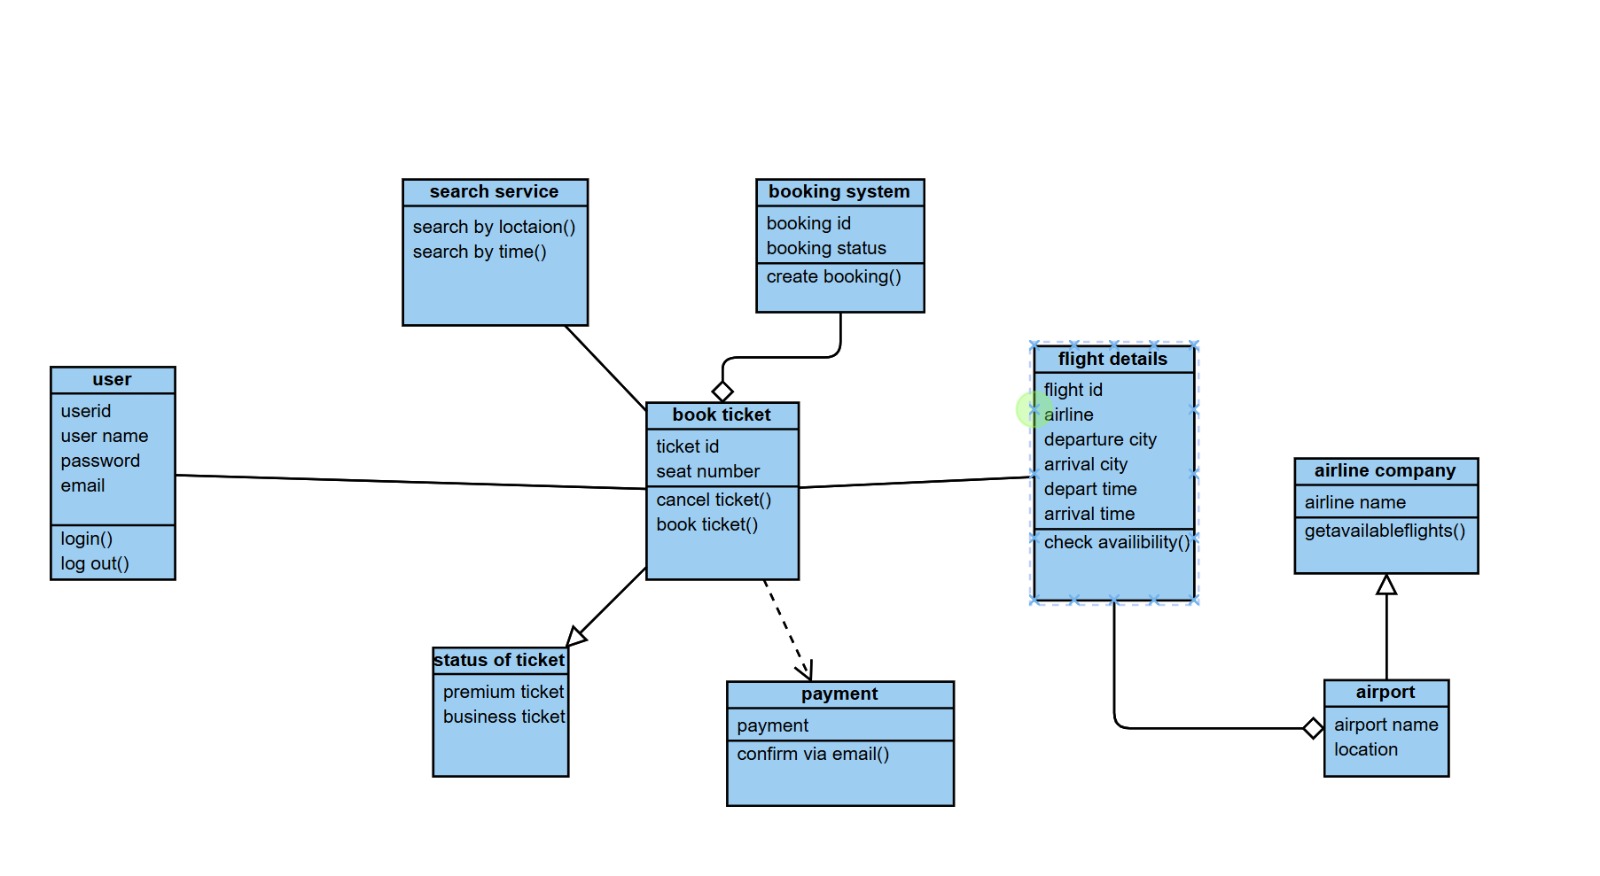 search service
search by loctaion()
search by time()
booking system
booking id
booking status
create booking()
user
userid
user name
password
email
login()
log out()
book ticket
ticket id
seat number
cancel ticket()
book ticket()
flight details
flight id
airline
departure city
arrival city
depart time
arrival time
check availibility()
airline company
airline name
getavailableflights()
status of ticket
premium ticket
business ticket
payment
payment
confirm via email()
airport
airport name
location